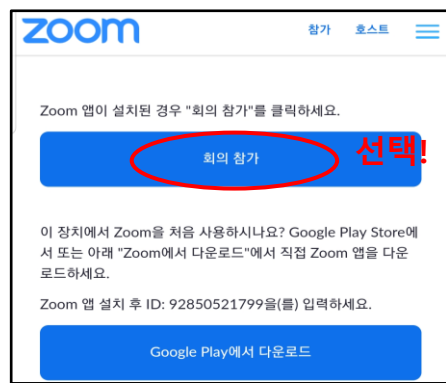 zoom 참가 호스트
Zoom 앱이 설치된 경우 "회의 참가"를 클릭하세요.
회의 참가 선택!
이 장치에서 Zoom을 처음 사용하시나요? Google Play Store에
서 또는 아래 "Zoom에서 다운로드"에서 직접 Zoom 앱을 다운
로드하세요.
Zoom 앱 설치 후 ID: 92850521799을(를) 입력하세요.
Google Play에서 다운로드